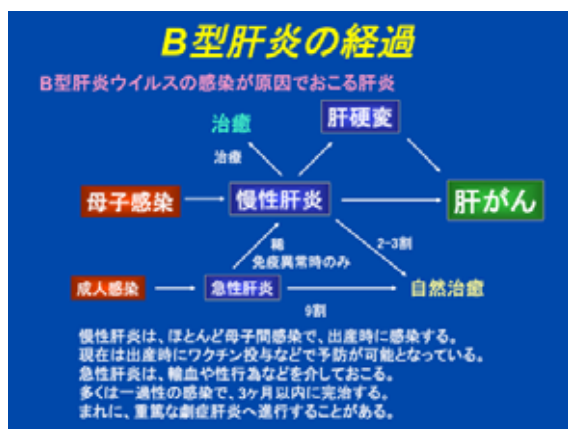 B型肝炎の経過
B型肝炎ウイルスの感染が原因でおこる肝炎
治癒
肝硬変
治療
母子感染
慢性肝炎
肝がん
稀
免疫異常時のみ
2-3割
成人感染
急性肝炎
自然治癒
9割
慢性肝炎は、ほとんど母子間感染で、出産時に感染する。
現在は出産時にワクチン投与などで予防が可能となっている。
急性肝炎は、輸血や性行為などを介しておこる。
多くは一過性の感染で、3ヶ月以内に完治する。
まれに、重篤な劇症肝炎へ進行することがある。